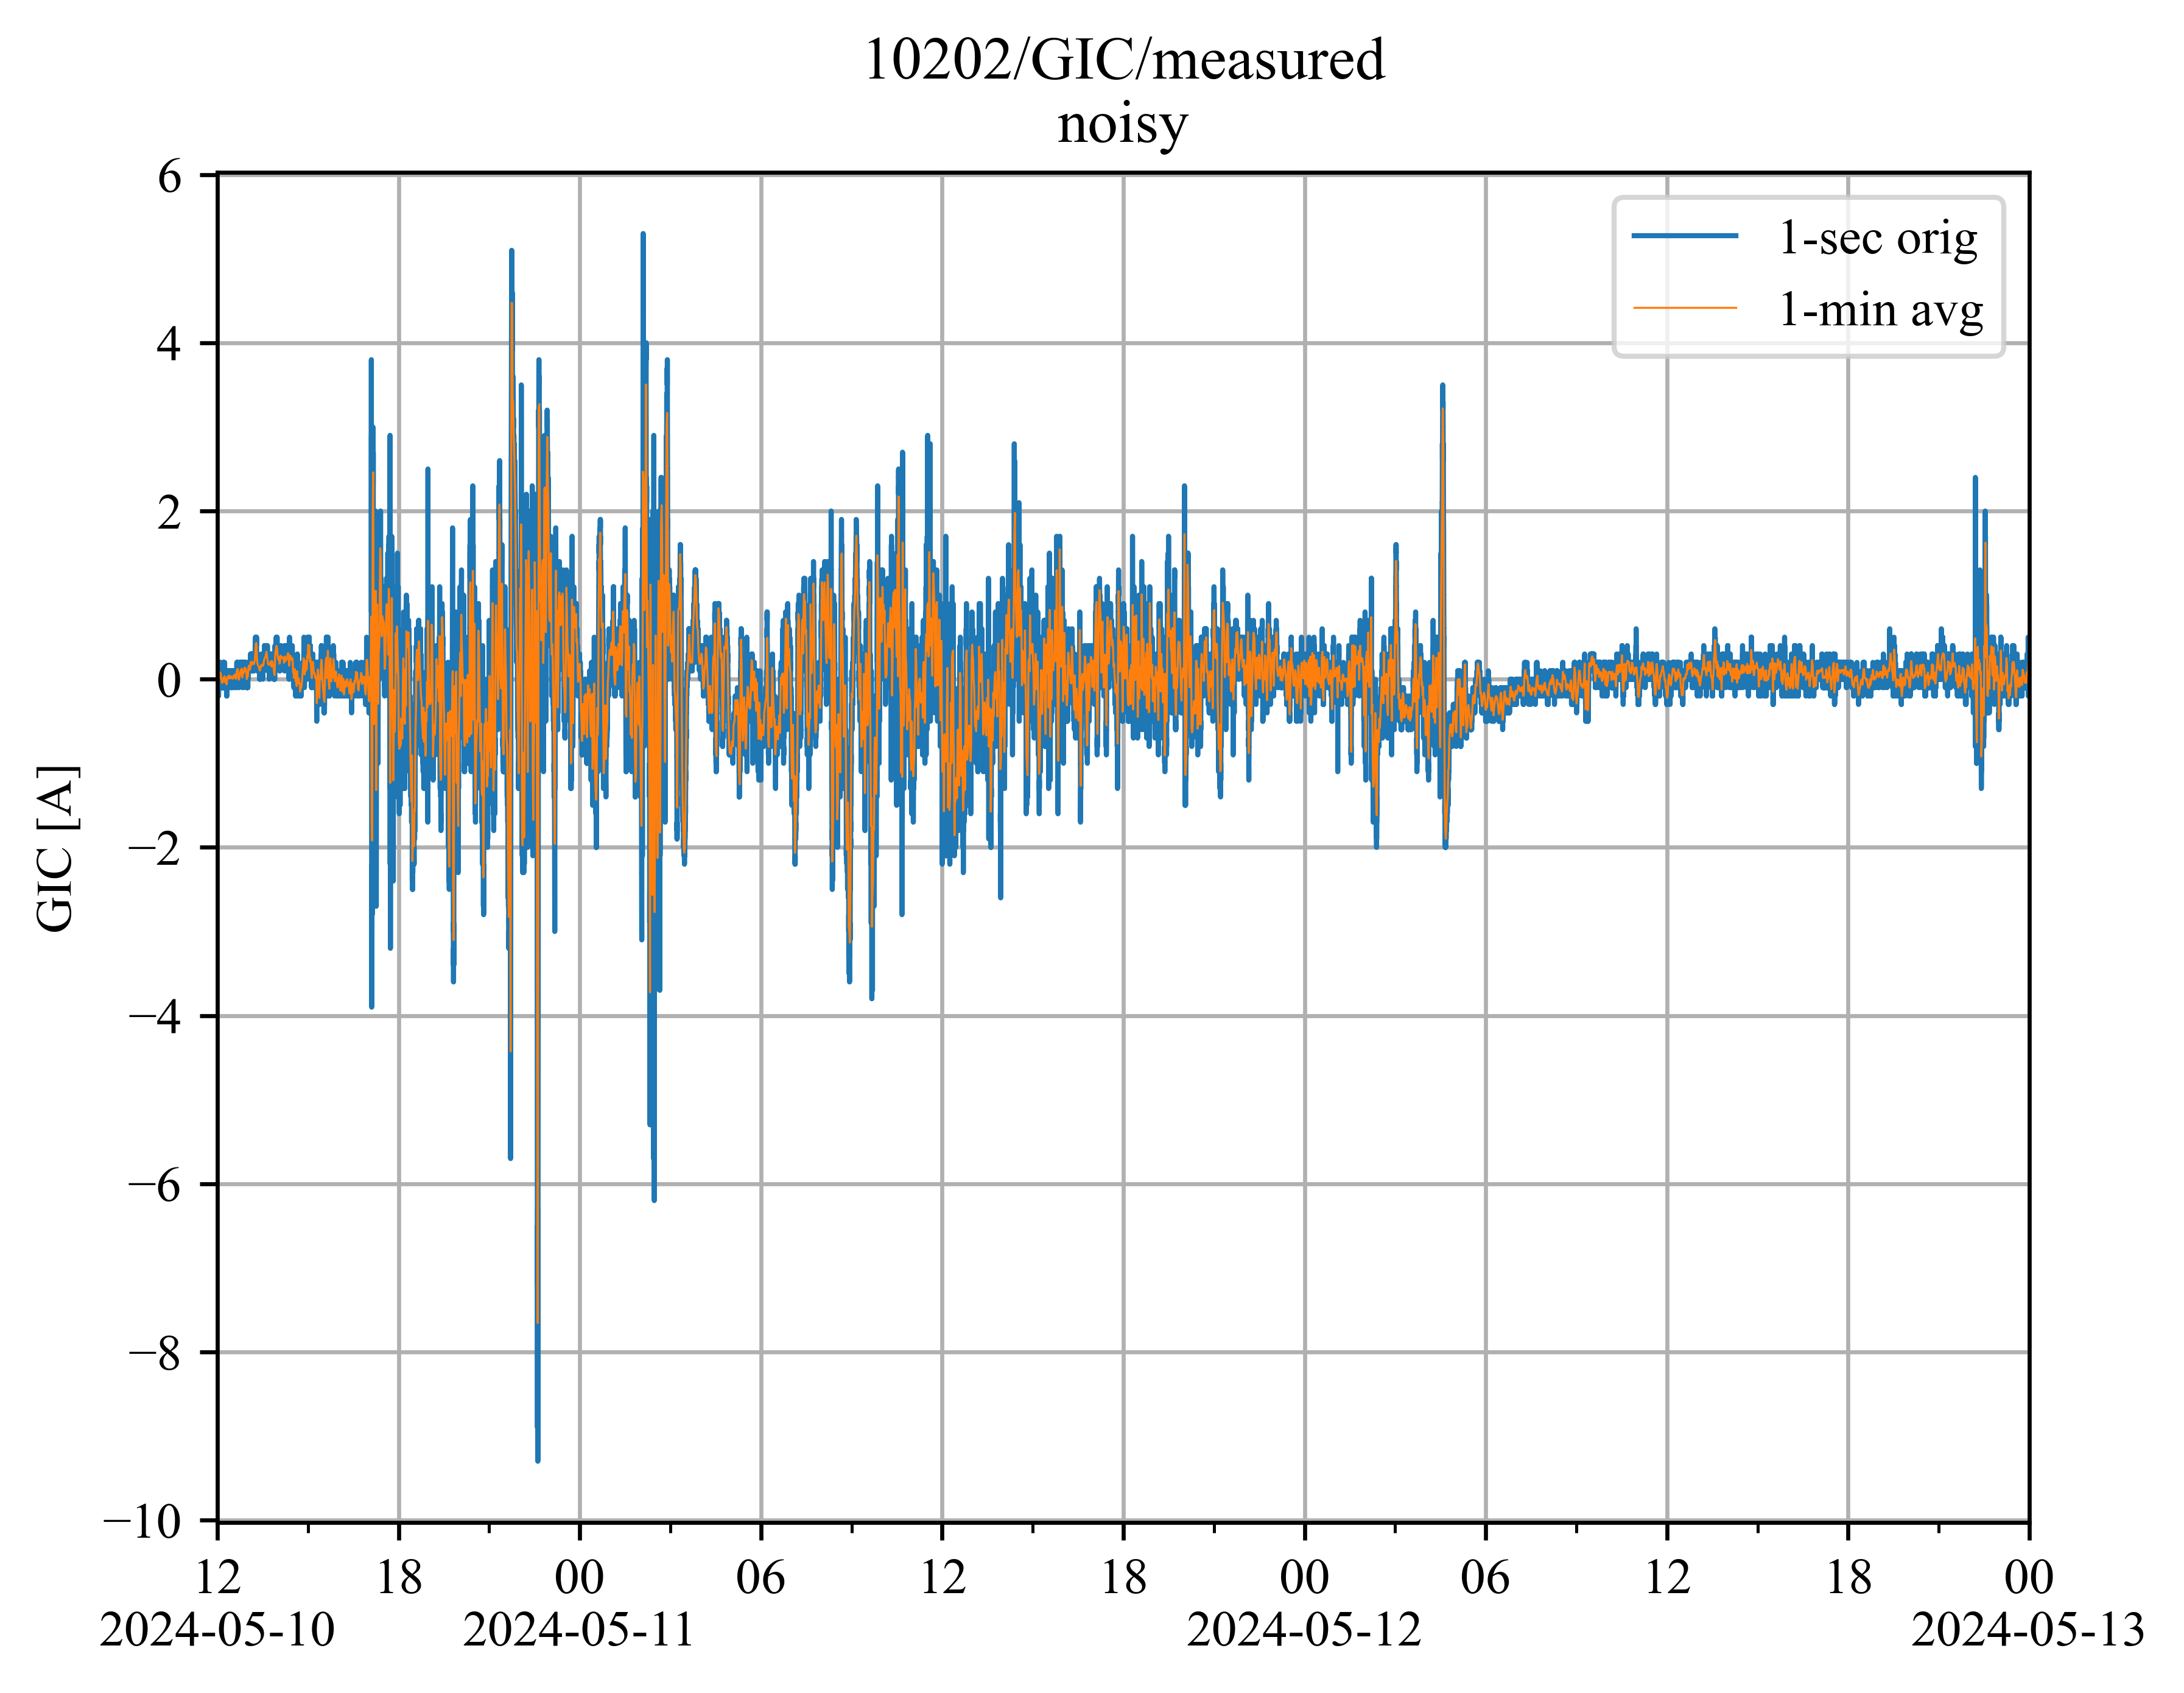 10202/GIC/measured
noisy
1-sec orig
1-min avg
GIC [A]
6
4
2
0
−2
−4
−6
−8
−10
12 18 00 06 12 18 00 06 12 18 00
2024-05-10 2024-05-11 2024-05-12 2024-05-13